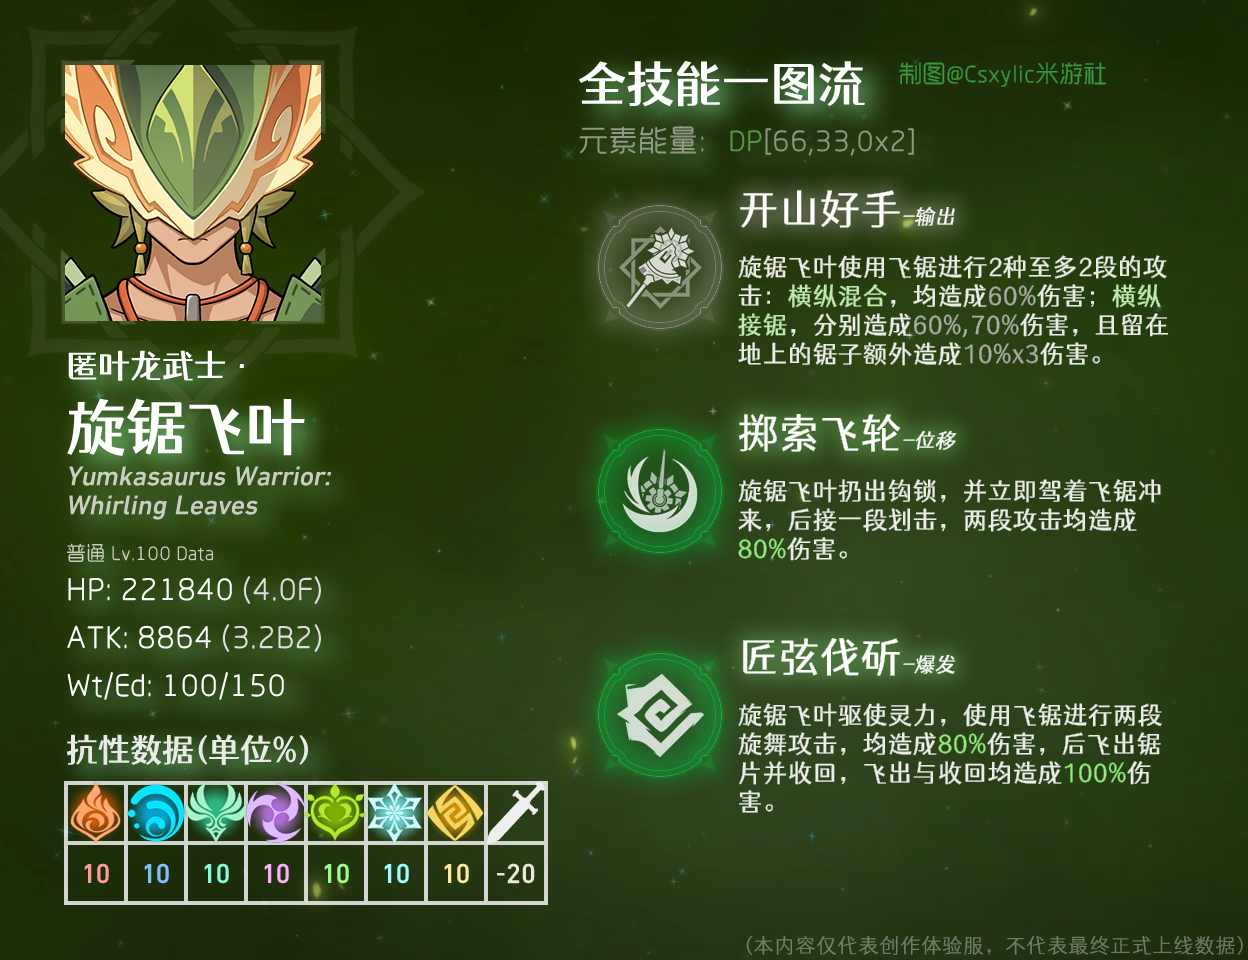 全技能一图流
制图@Csxylic米游社
元素能量： DP[66,33,0x2]
匿叶龙武士 ·
旋锯飞叶
Yumkasaurus Warrior:
Whirling Leaves
普通 Lv.100 Data
HP: 221840 (4.0F)
ATK: 8864 (3.2B2)
Wt/Ed: 100/150
抗性数据(单位%)
10 10 10 10 10 10 10 -20
开山好手–输出
旋锯飞叶使用飞锯进行2种至多2段的攻
击：横纵混合，均造成60%伤害；横纵
接锯，分别造成60%,70%伤害，且留在
地上的锯子额外造成10%x3伤害。
掷索飞轮–位移
旋锯飞叶扔出钩锁，并立即驾着飞锯冲
来，后接一段划击，两段攻击均造成
80%伤害。
匠弦伐斫–爆发
旋锯飞叶驱使灵力，使用飞锯进行两段
旋舞攻击，均造成80%伤害，后飞出锯
片并收回，飞出与收回均造成100%伤
害。
(本内容仅代表创作体验服，不代表最终正式上线数据)